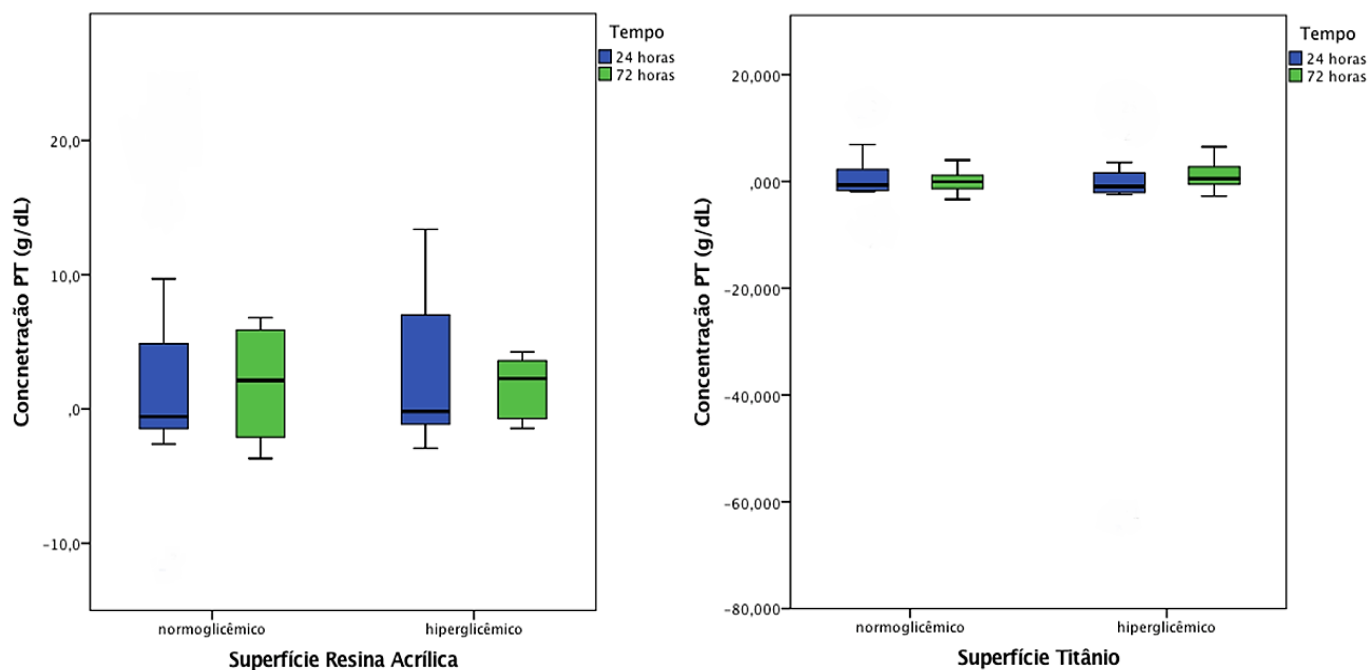 Tempo
24 horas
72 horas
Concnetração PT (g/dL)
20,0
10,0
,0
−10,0
normoglicêmico
hiperglicêmico
Superfície Resina Acrílica
Tempo
24 horas
72 horas
Concentração PT (g/dL)
20,000
,000
−20,000
−40,000
−60,000
−80,000
normoglicêmico
hiperglicêmico
Superfície Titânio